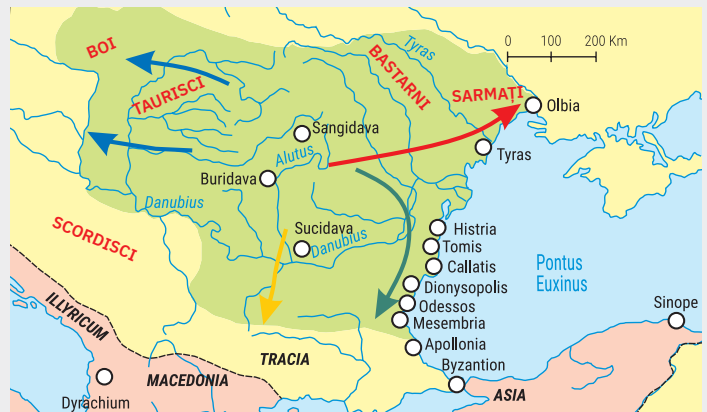 BOI
TAURISCI
Tyras
BASTARNI
0 100 200 Km
SARMAȚI
Olbia
Sangidava
Tyras
Alutus
Buridava
Danubius
SCORDISCI
Sucidava
Danubius
Histria
Tomis
Callatis
Dionysopolis
Odessos
Mesembria
Apollonia
Byzantion
Pontus
Euxinus
Sinope
ILLYRICUM
TRACIA
MACEDONIA
Dyrachium
ASIA